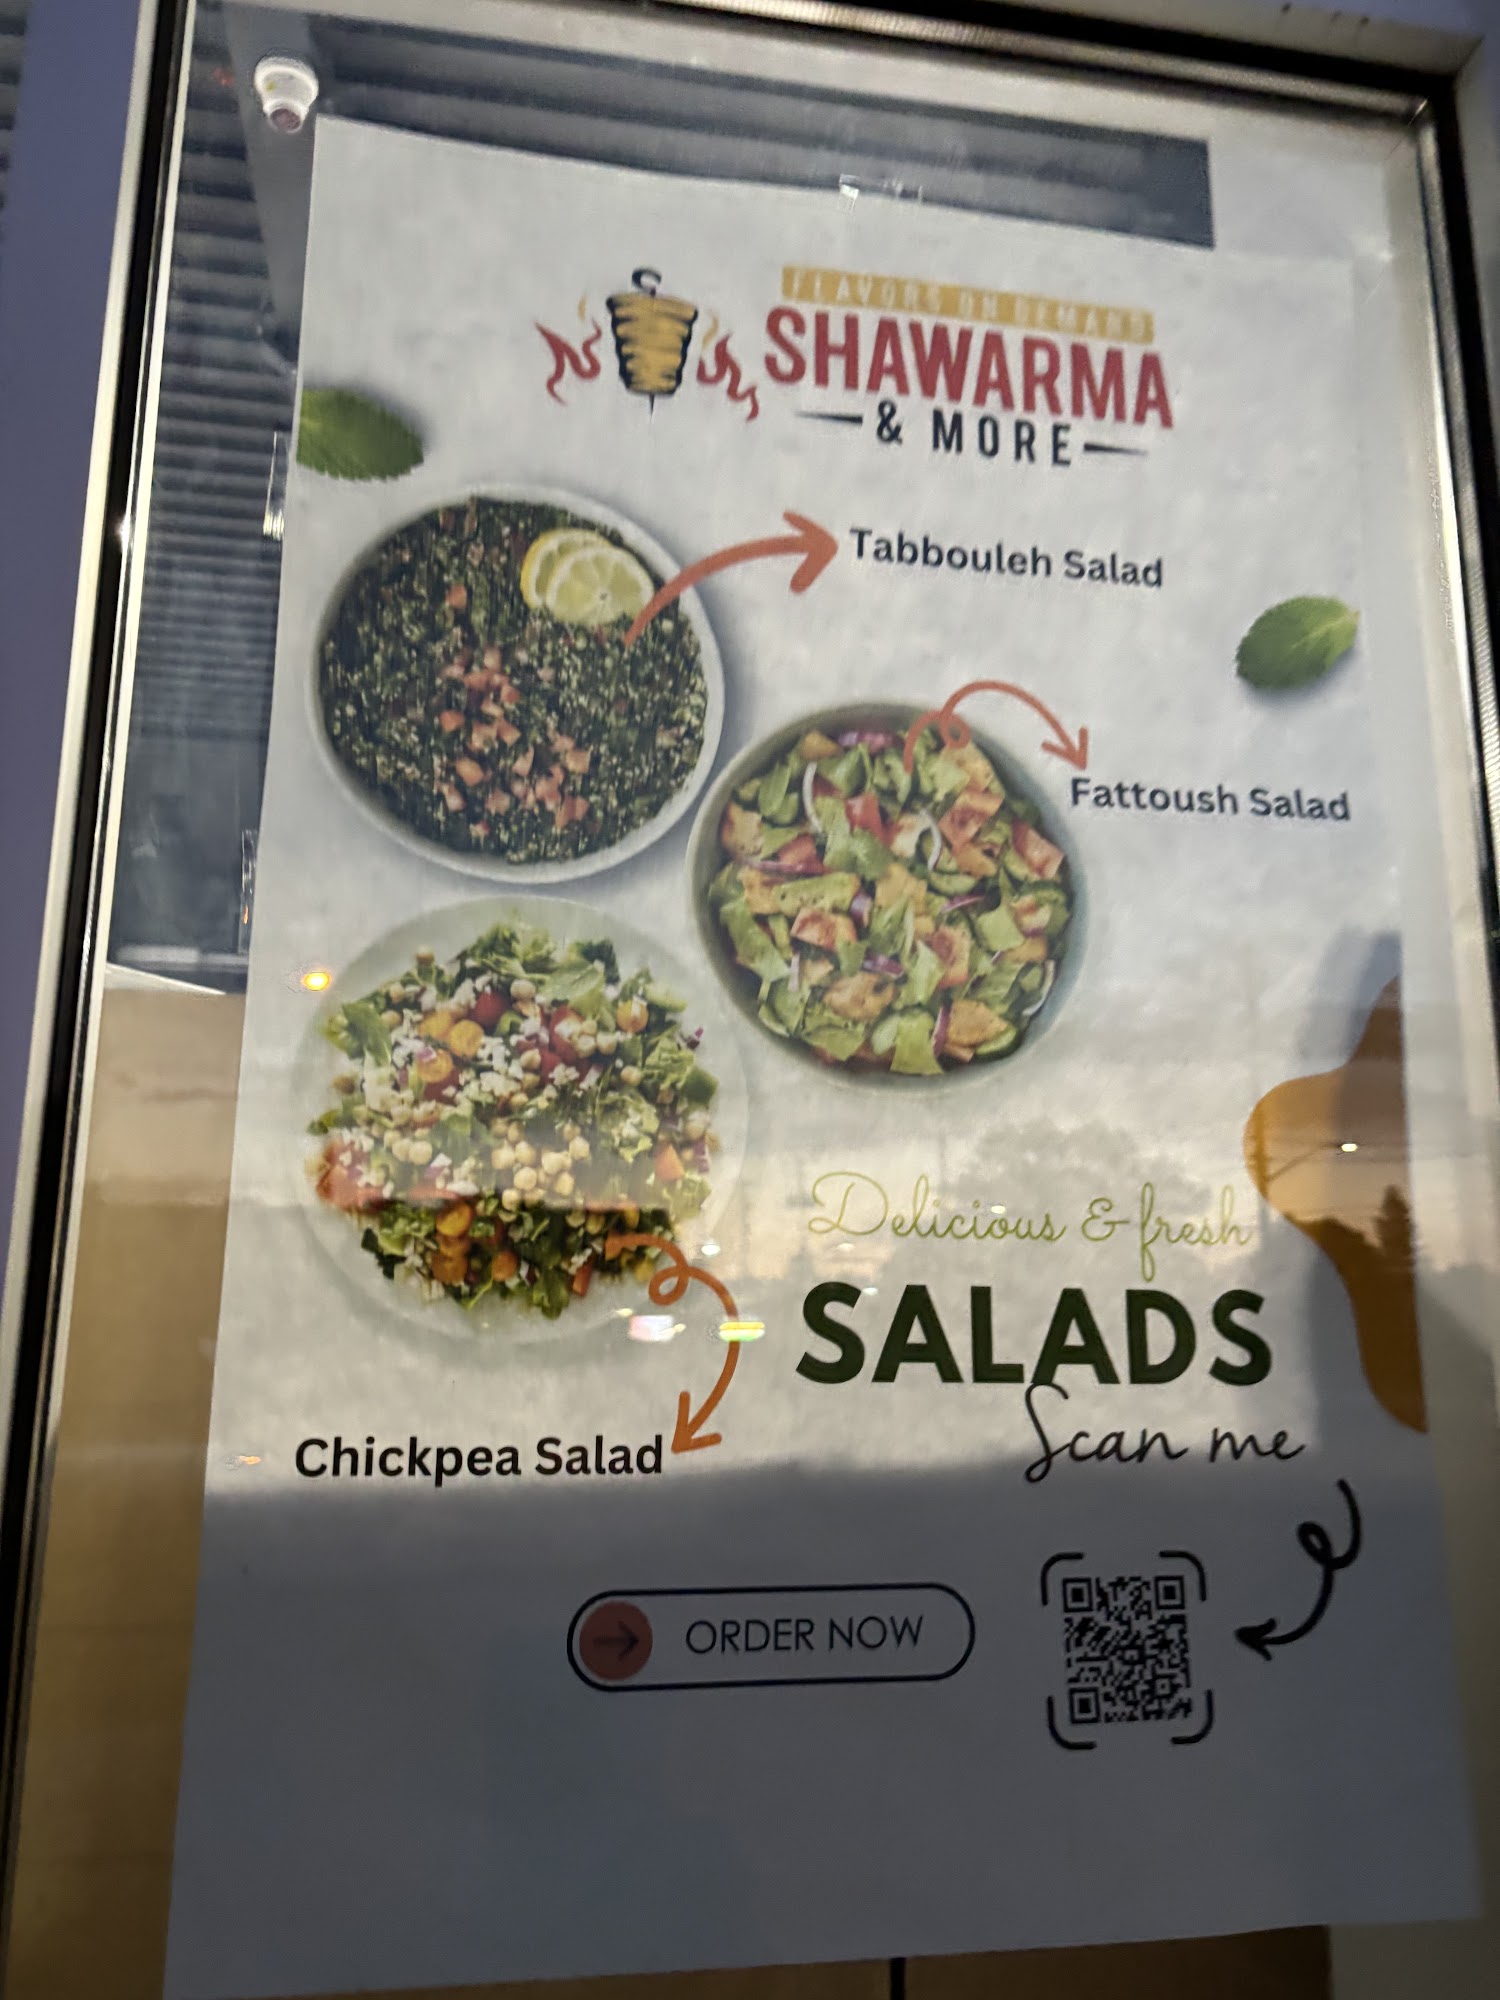 FLAVORS ON DEMAND
SHAWARMA
& MORE
Tabbouleh Salad
Fattoush Salad
Delicious & fresh
SALADS
Chickpea Salad
Scan me
ORDER NOW